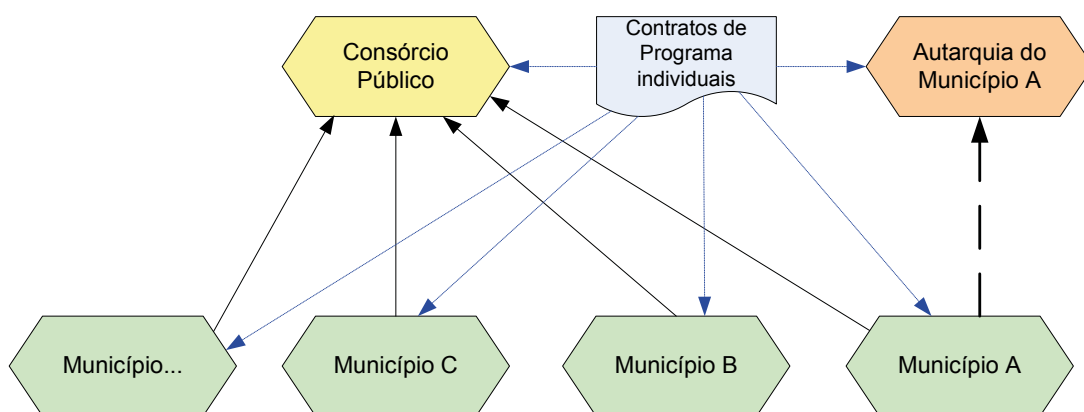 Consórcio
Público
Contratos de
Programa
individuais
Autarquia do
Município A
Município...
Município C
Município B
Município A